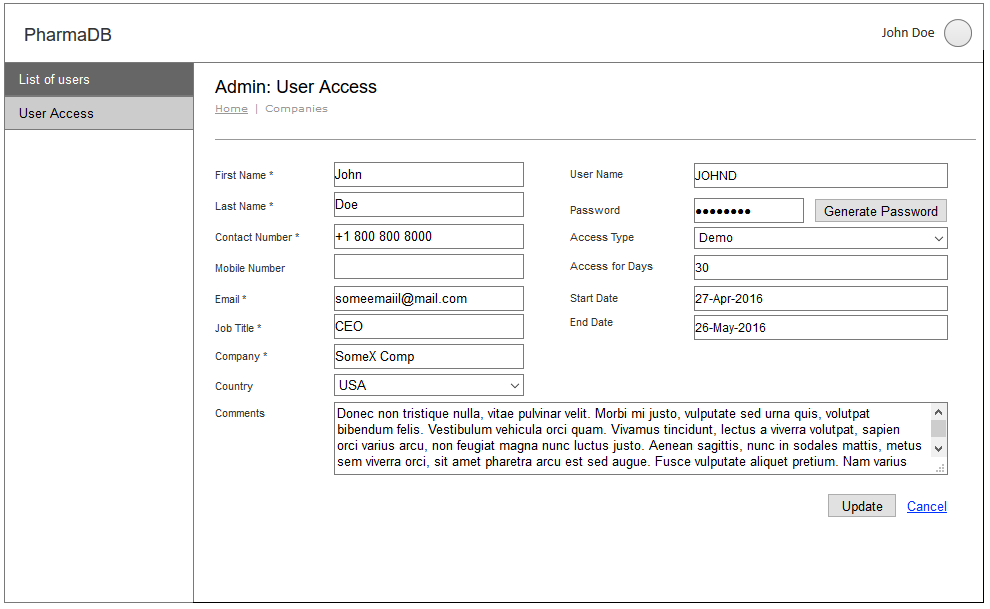 PharmaDB
John Doe
List of users
User Access
Admin: User Access
Home | Companies
First Name * John
User Name JOHND
Last Name * Doe
Password ●●●●●●●● Generate Password
Contact Number * +1 800 800 8000
Access Type Demo
Mobile Number
Access for Days 30
Email * someemaiil@mail.com
Start Date 27-Apr-2016
Job Title * CEO
End Date 26-May-2016
Company * SomeX Comp
Country USA
Comments
Donec non tristique nulla, vitae pulvinar velit. Morbi mi justo, vulputate sed urna quis, volutpat
bibendum felis. Vestibulum vehicula orci quam. Vivamus tincidunt, lectus a viverra volutpat, sapien
orci varius arcu, non feugiat magna nunc luctus justo. Aenean sagittis, nunc in sodales mattis, metus
sem viverra orci, sit amet pharetra arcu est sed augue. Fusce vulputate aliquet pretium. Nam varius
Update Cancel